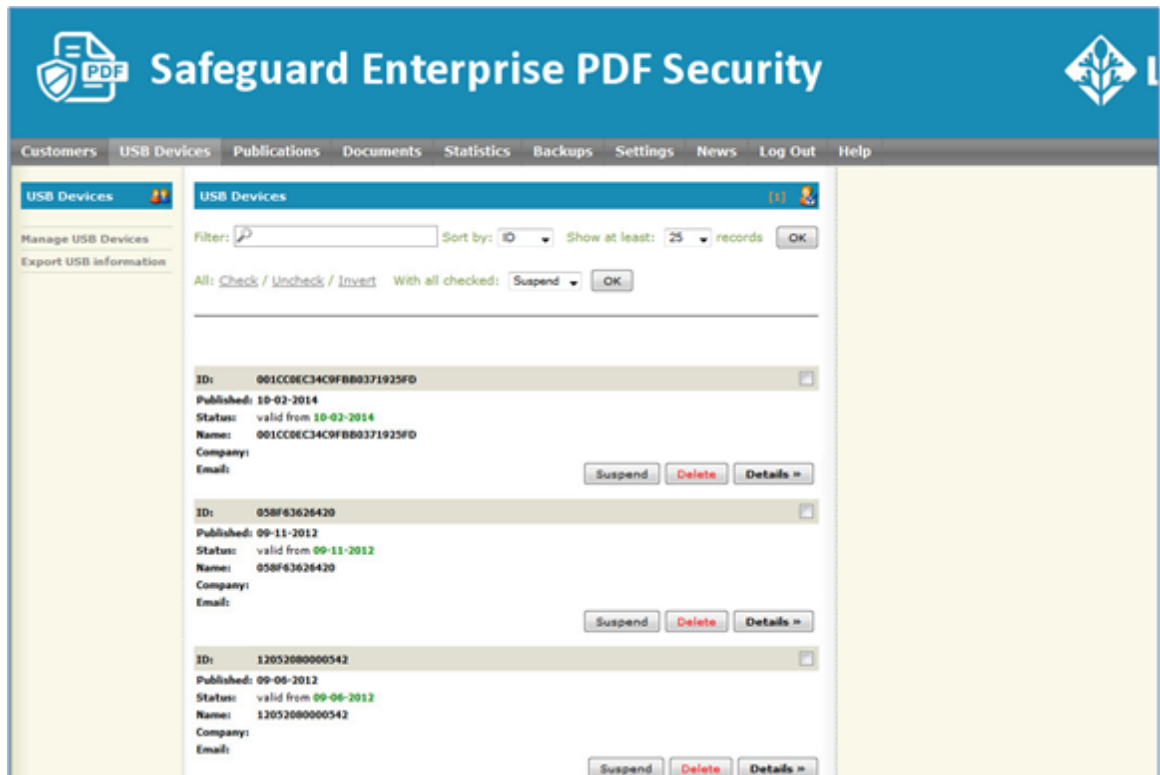 PDF Safeguard Enterprise PDF Security L
Customers USB Devices Publications Documents Statistics Backups Settings News Log Out Help
USB Devices
Manage USB Devices
Export USB information
USB Devices [1]
Filter: Sort by: ID Show at least: 25 records OK
All: Check / Uncheck / Invert With all checked: Suspend OK
ID: 001CC0EC34C9FBB0371925FD
Published: 10-02-2014
Status: valid from 10-02-2014
Name: 001CC0EC34C9FBB0371925FD
Company:
Email:
Suspend Delete Details »
ID: 058F63626420
Published: 09-11-2012
Status: valid from 09-11-2012
Name: 058F63626420
Company:
Email:
Suspend Delete Details »
ID: 12052080000542
Published: 09-06-2012
Status: valid from 09-06-2012
Name: 12052080000542
Company:
Email:
Suspend Delete Details »